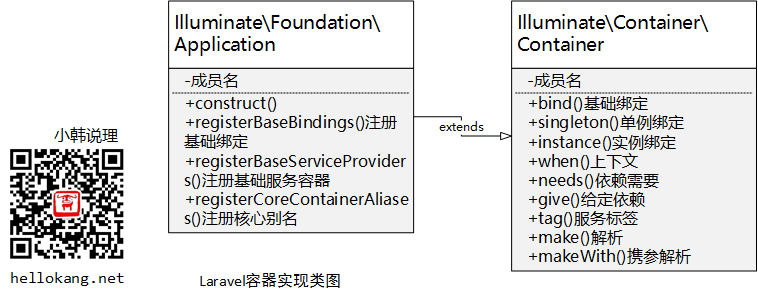 Illuminate\Foundation\
Application
-成员名
+construct()
+registerBaseBindings()注册
基础绑定
+registerBaseServiceProvider
s()注册基础服务容器
+registerCoreContainerAliase
s()注册核心别名
extends
Illuminate\Container\
Container
-成员名
+bind()基础绑定
+singleton()单例绑定
+instance()实例绑定
+when()上下文
+needs()依赖需要
+give()给定依赖
+tag()服务标签
+make()解析
+makeWith()携参解析
小韩说理
hellokang.net
Laravel容器实现类图